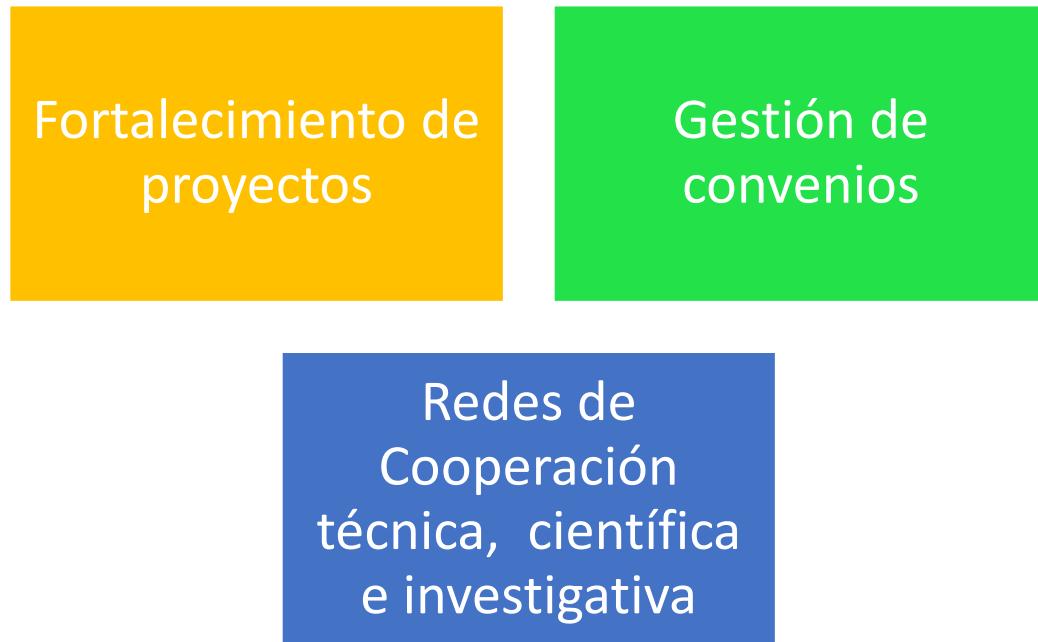 Fortalecimiento de
proyectos
Gestión de
convenios
Redes de
Cooperación
técnica,  científica
e investigativa